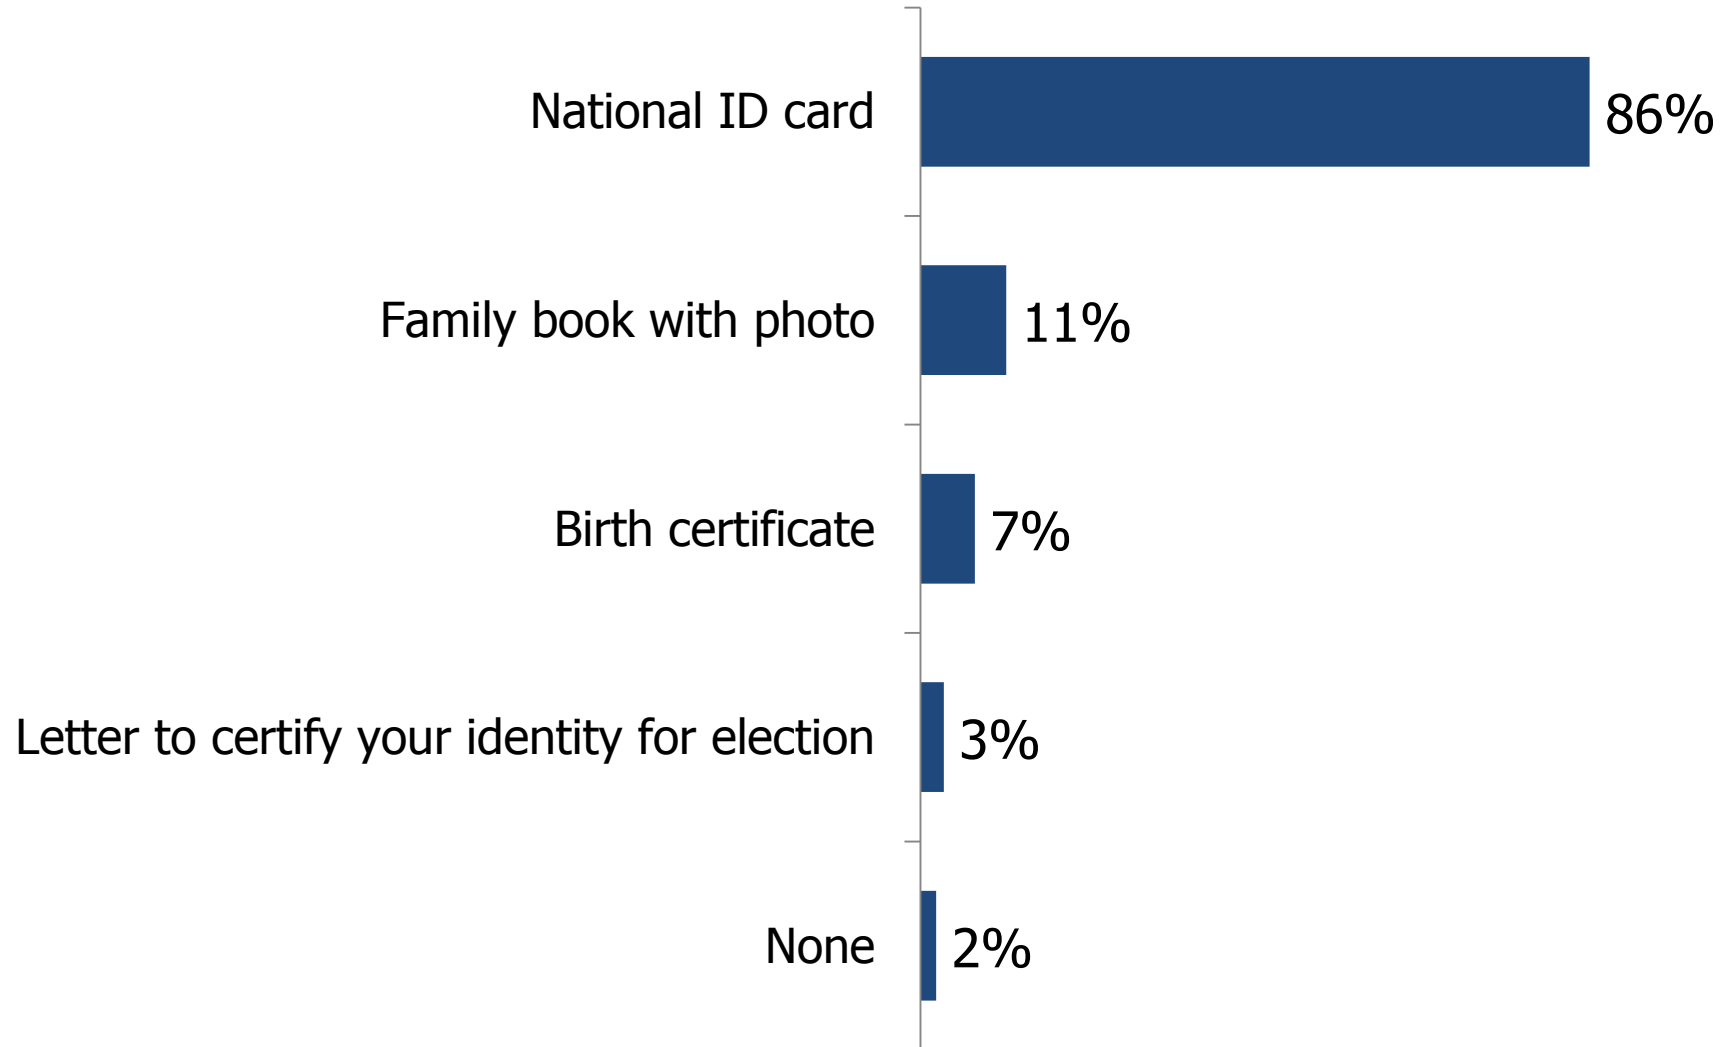 National ID card 86%
Family book with photo 11%
Birth certificate 7%
Letter to certify your identity for election 3%
None 2%